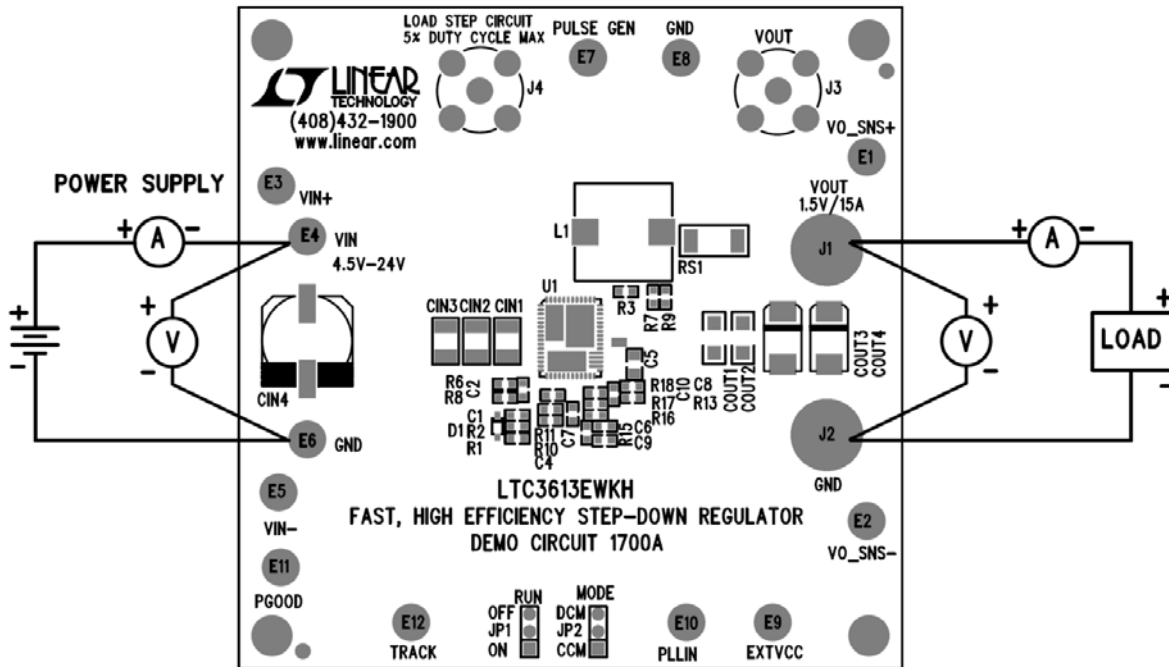 LOAD STEP CIRCUIT
5% DUTY CYCLE MAX
PULSE GEN
GND
VOUT
E7
E8
J4
J3
LINEAR
TECHNOLOGY
(408)432-1900
www.linear.com
VO_SNS+
E1
POWER SUPPLY
E3
VIN+
VOUT
1.5V/15A
+ A -
E4
VIN
4.5V-24V
L1
RS1
J1
+ A -
U1
R3
R7
R9
CIN3
CIN2
CIN1
+
V
-
+
-
C5
COUT1
COUT2
COUT3
COUT4
+
V
-
+
LOAD
-
CIN4
R6
R8
C2
R18
R17
R16
C10
C8
R13
C1
R2
R1
D1
R11
R10
C4
C7
R15
C6
C9
E6
GND
J2
GND
E5
VIN-
LTC3613EWKH
FAST, HIGH EFFICIENCY STEP-DOWN REGULATOR
DEMO CIRCUIT 1700A
E2
VO_SNS-
E11
PGOOD
RUN
MODE
OFF
JP1
ON
DCM
JP2
CCM
E12
TRACK
E10
PLLIN
E9
EXTVCC